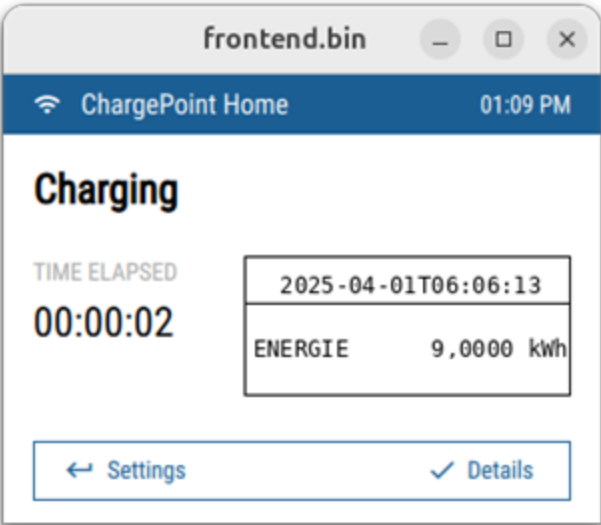 frontend.bin
ChargePoint Home 01:09 PM
Charging
TIME ELAPSED
00:00:02
2025-04-01T06:06:13
ENERGIE 9,0000 kWh
Settings Details